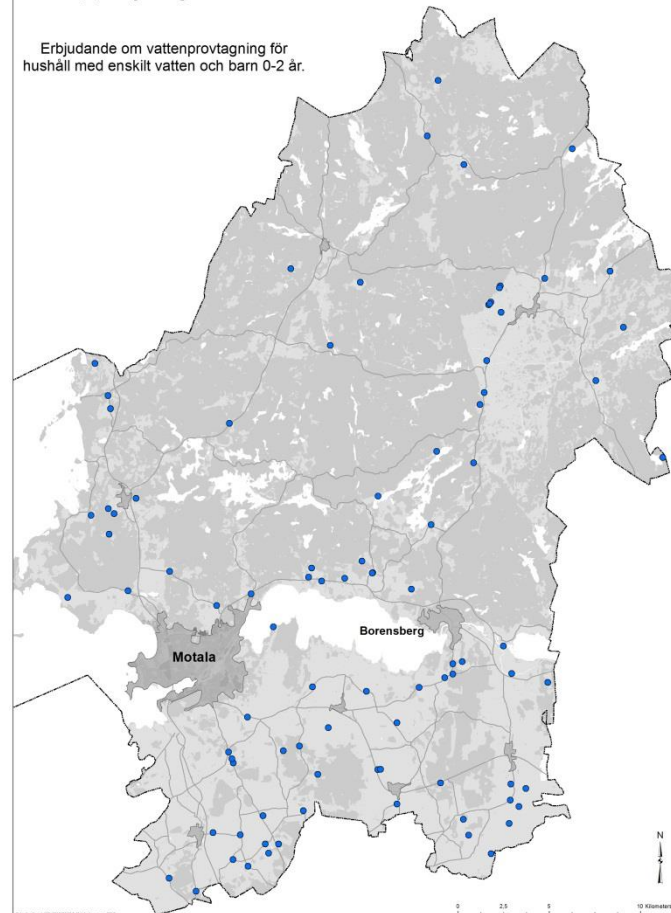 Erbjudande om vattenprovtagning för
hushåll med enskilt vatten och barn 0-2 år.
Borensberg
Motala
N
0 2,5 5 10 Kilometers